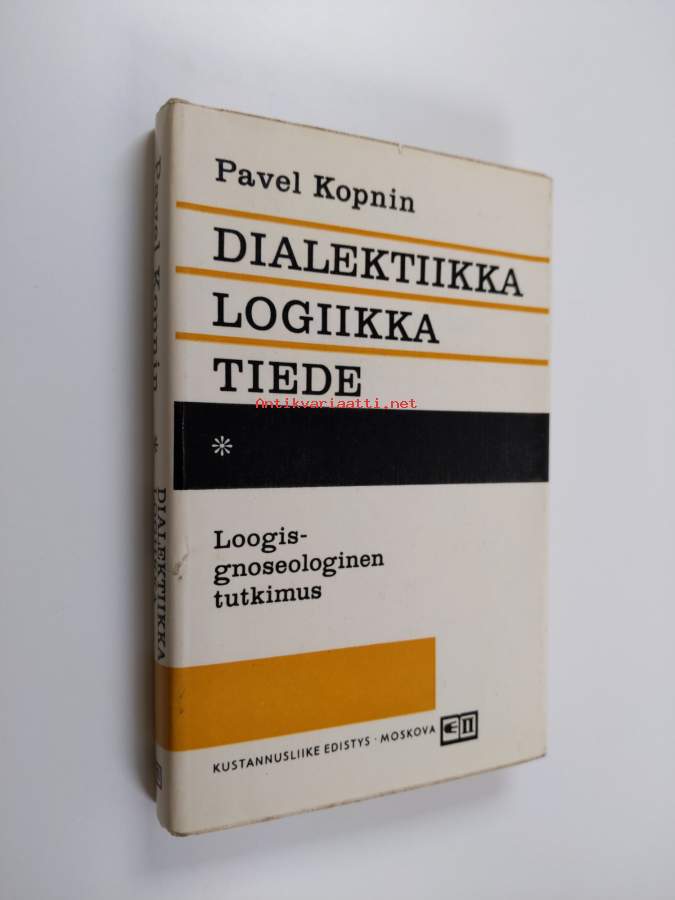 Pavel Kopnin
DIALEKTIIKKA
LOGIIKKA
TIEDE
Antikvariaatti.net
*
Loogis-
gnoseologinen
tutkimus
KUSTANNUSLIIKE EDISTYS · MOSKOVA
Pavel Kopnin * DIALEKTIIKKA